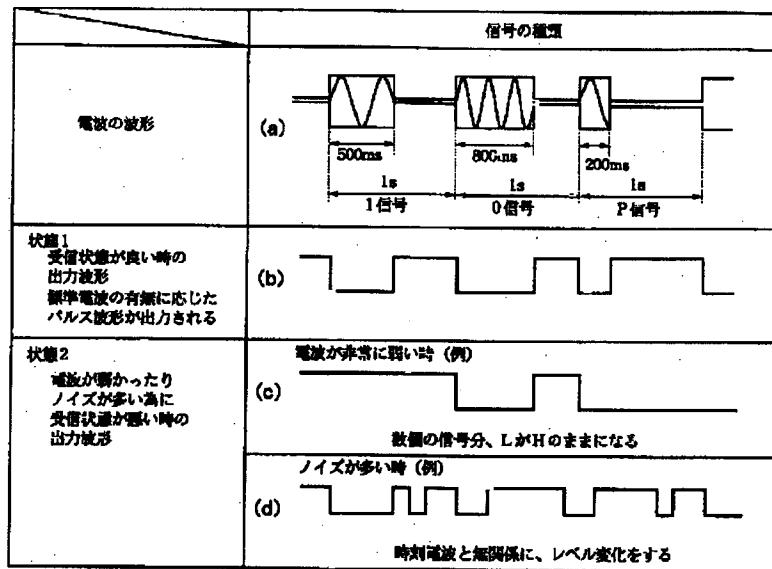 信号の種類
電波の波形
(a)
500ms
800ms
200ms
1s
1s
1s
1信号
0信号
P信号
状態1
受信状態が良い時の
出力波形
標準電波の有無に応じた
パルス波形が出力される
(b)
状態2
電波が弱かったり
ノイズが多い為に
受信状態が悪い時の
出力波形
電波が非常に弱い時(例)
(c)
数個の信号分、LがHのままになる
ノイズが多い時(例)
(d)
時刻電波と無関係に、レベル変化をする